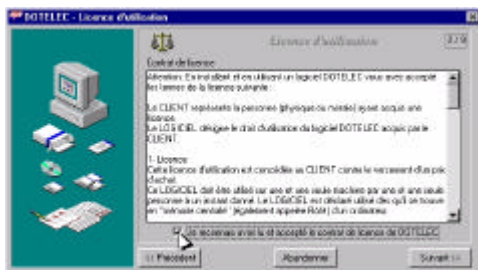 DOTELEC - Licence d'utilisation
Licence d'utilisation
3 / 9
Contrat de licence
Attention. En installant et en utilisant un logiciel DOTELEC vous avez accepté
les termes de la licence suivante :
Le CLIENT représente la personne (physique ou morale) ayant acquis une
licence.
Le LOGICIEL désigne le droit d'utilisation du logiciel DOTELEC acquis par le
CLIENT.
1- Licence
Cette licence d'utilisation est concédée au CLIENT contre le versement d'un prix
d'achat.
Ce LOGICIEL doit être utilisé sur une et une seule machine par une et une seule
personne à un instant donné. Le LOGICIEL est déclaré utilisé dès qu'il se trouve
en "mémoire centrale" (également appelée RAM) d'un ordinateur.
Je reconnais avoir lu et accepté le contrat de licence de DOTELEC
<< Précédent
Abandonner
Suivant >>